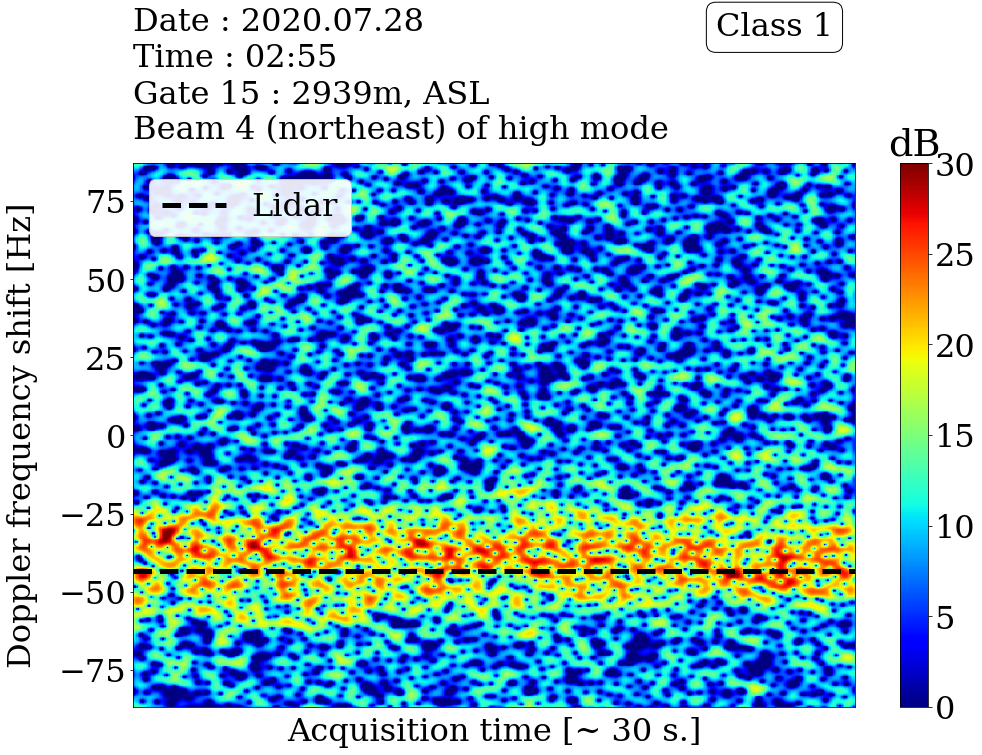 Date : 2020.07.28
Time : 02:55
Gate 15 : 2939m, ASL
Beam 4 (northeast) of high mode
Class 1
dB
Lidar
Doppler frequency shift [Hz]
75
50
25
0
−25
−50
−75
30
25
20
15
10
5
0
Acquisition time [~ 30 s.]